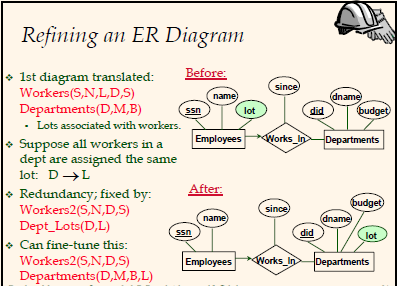 Refining an ER Diagram
❖ 1st diagram translated:
Workers(S,N,L,D,S)
Departments(D,M,B)
• Lots associated with workers.
❖ Suppose all workers in a
dept are assigned the same
lot: D → L
❖ Redundancy; fixed by:
Workers2(S,N,D,S)
Dept_Lots(D,L)
❖ Can fine-tune this:
Workers2(S,N,D,S)
Departments(D,M,B,L)
Before:
since
name
dname
ssn
lot
did
budget
Employees
Works_In
Departments
After:
budget
since
name
dname
ssn
did
lot
Employees
Works_In
Departments